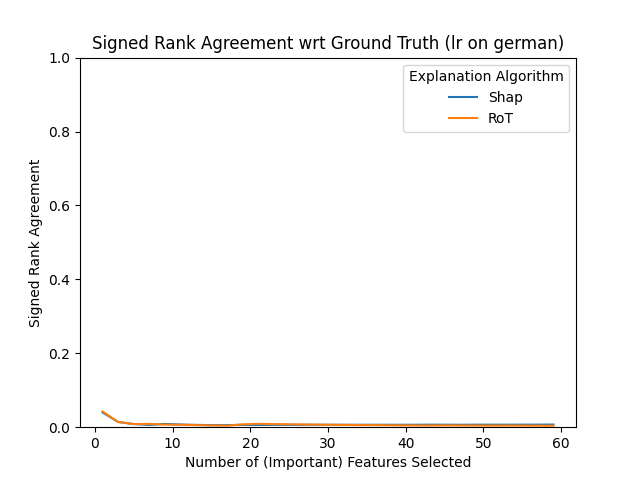 Signed Rank Agreement wrt Ground Truth (lr on german)
Explanation Algorithm
Shap
RoT
Signed Rank Agreement
1.0
0.8
0.6
0.4
0.2
0.0
0 10 20 30 40 50 60
Number of (Important) Features Selected